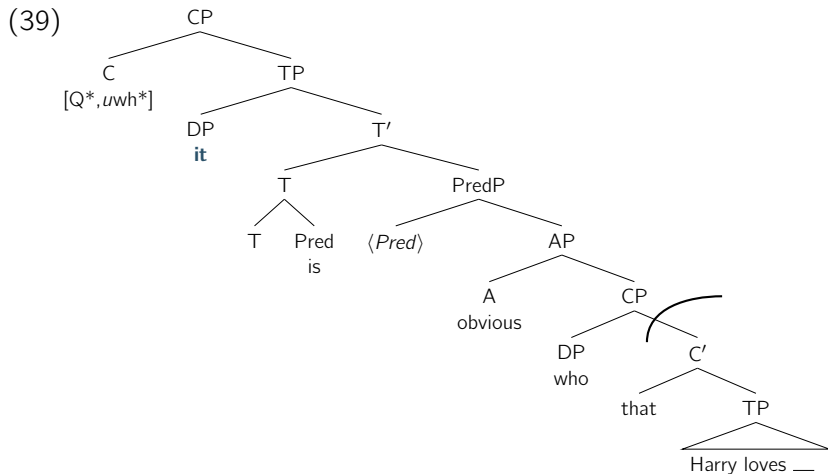 (39)
CP
C
[Q*,uwh*]
TP
DP
it
T′
T
PredP
T
Pred
is
⟨Pred⟩
AP
A
obvious
CP
DP
who
C′
that
TP
Harry loves __